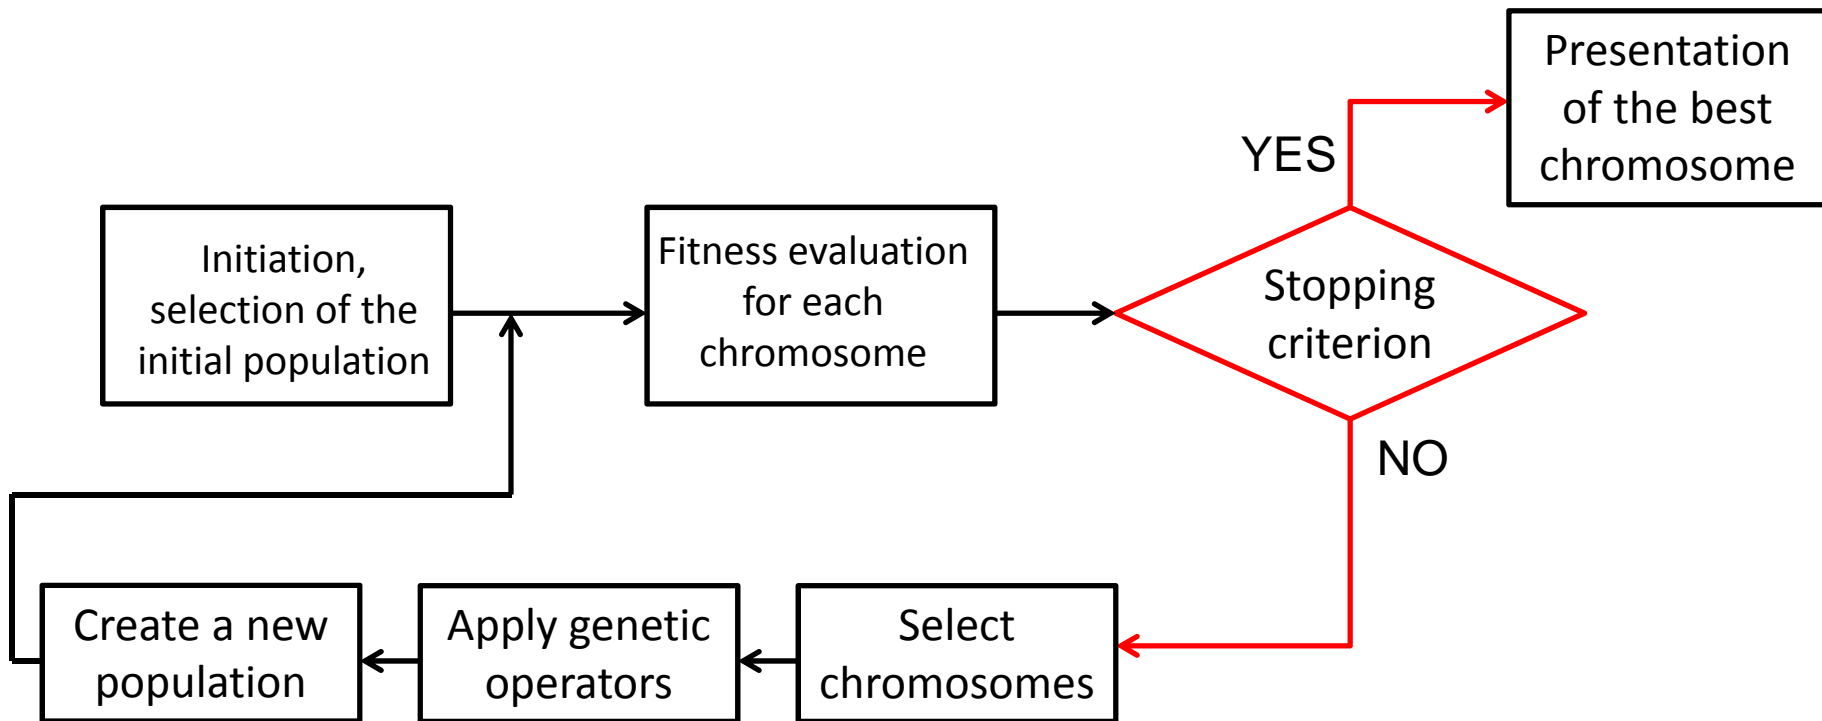 Initiation,
selection of the
initial population
Fitness evaluation
for each
chromosome
Stopping
criterion
YES
Presentation
of the best
chromosome
NO
Select
chromosomes
Apply genetic
operators
Create a new
population